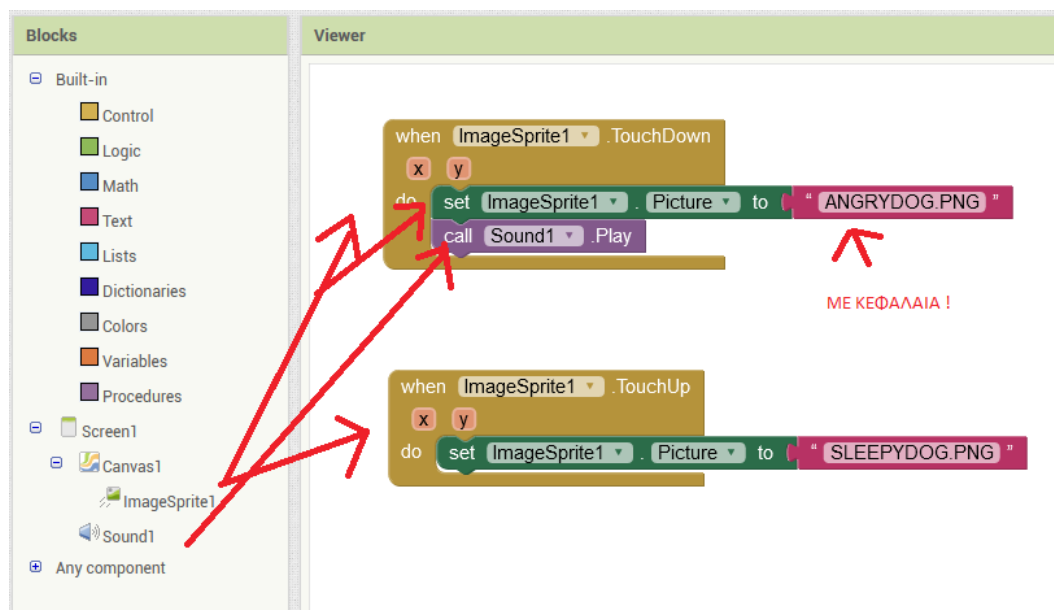 Blocks
Viewer
Built-in
Control
Logic
Math
Text
Lists
Dictionaries
Colors
Variables
Procedures
Screen1
Canvas1
ImageSprite1
Sound1
Any component
when ImageSprite1 .TouchDown
x y
do set ImageSprite1 . Picture to " ANGRYDOG.PNG "
call Sound1 .Play
ΜΕ ΚΕΦΑΛΑΙΑ !
when ImageSprite1 .TouchUp
x y
do set ImageSprite1 . Picture to " SLEEPYDOG.PNG "